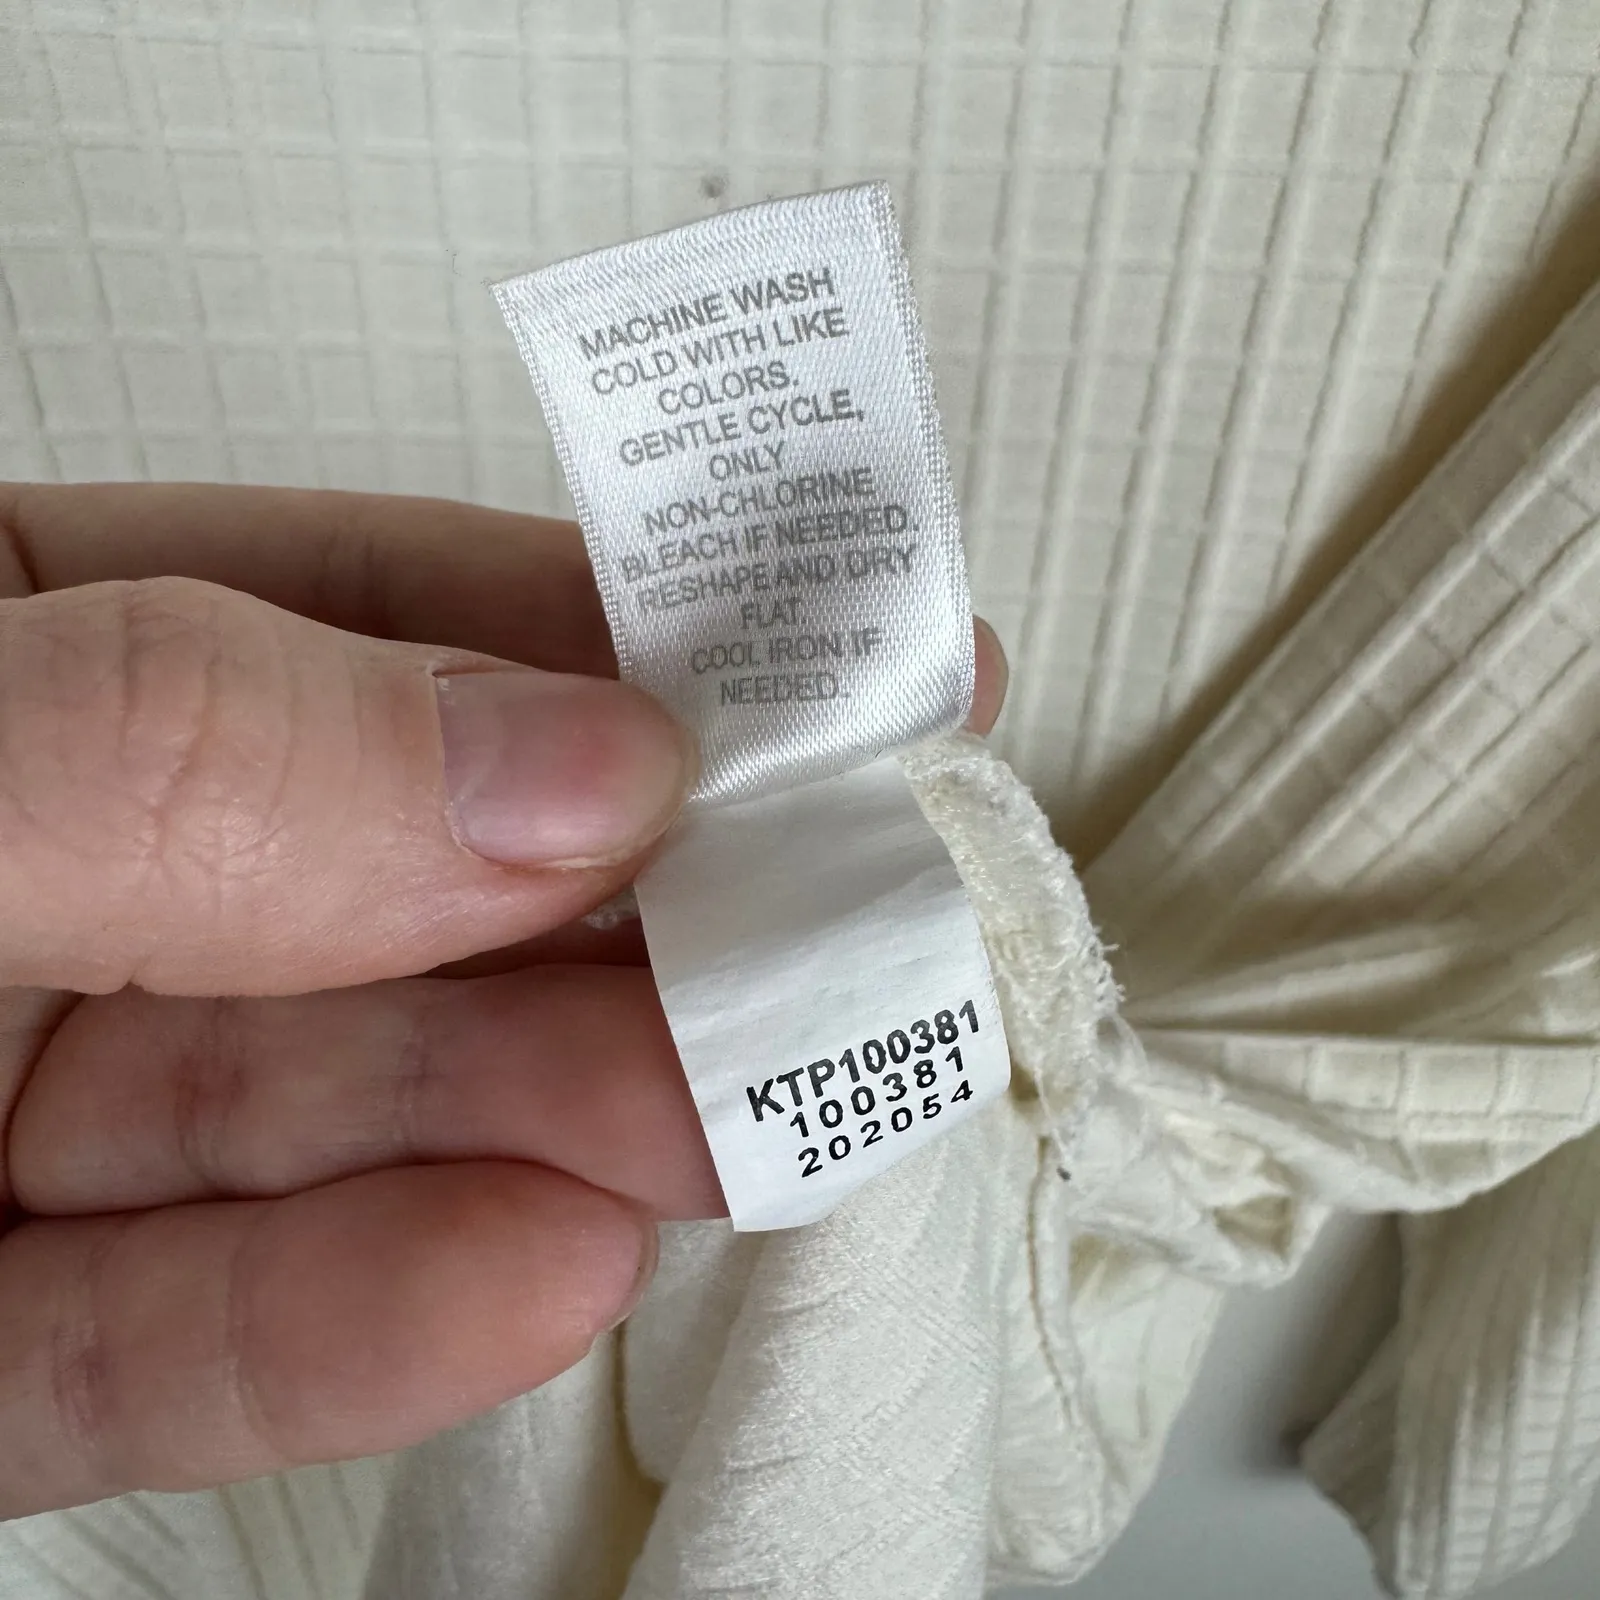 MACHINE WASH
COLD WITH LIKE
COLORS.
GENTLE CYCLE,
ONLY
NON-CHLORINE
BLEACH IF NEEDED.
RESHAPE AND DRY
FLAT.
COOL IRON IF
NEEDED.
KTP100381
100381
202054